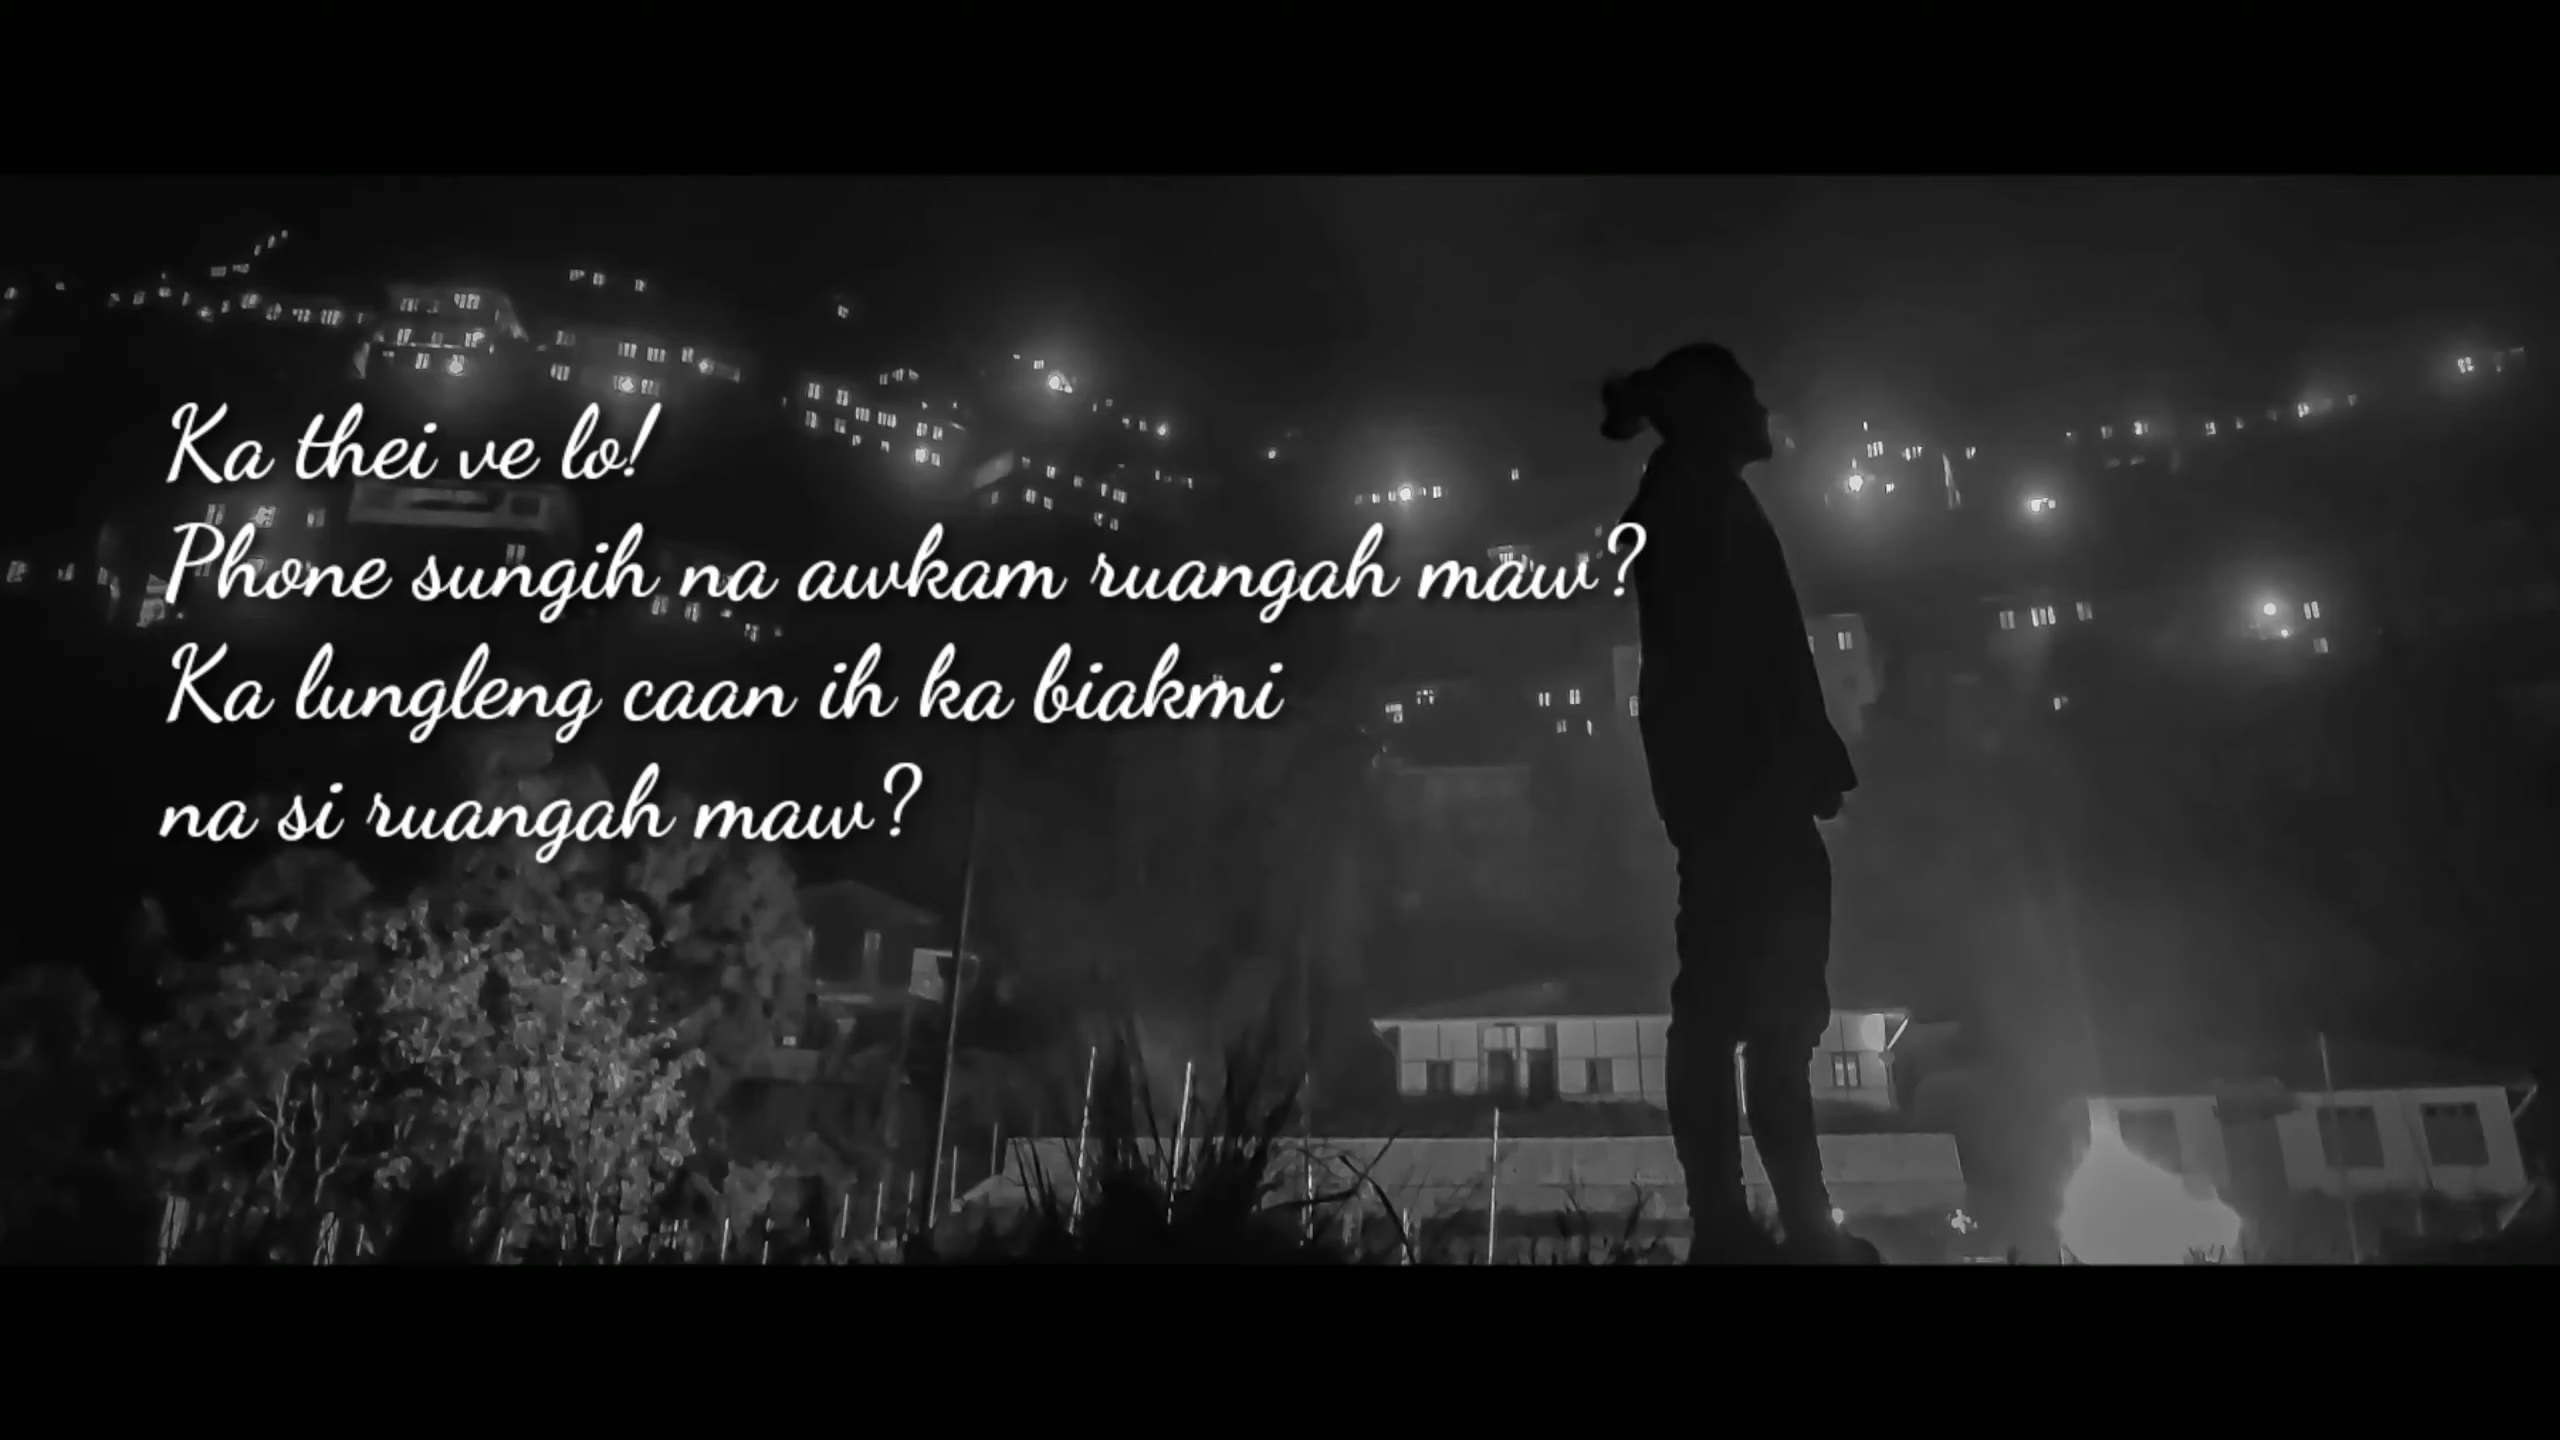 Ka thei ve lo!
Phone sungih na awkam ruangah maw?
Ka lungleng caan ih ka biakmi
na si ruangah maw?